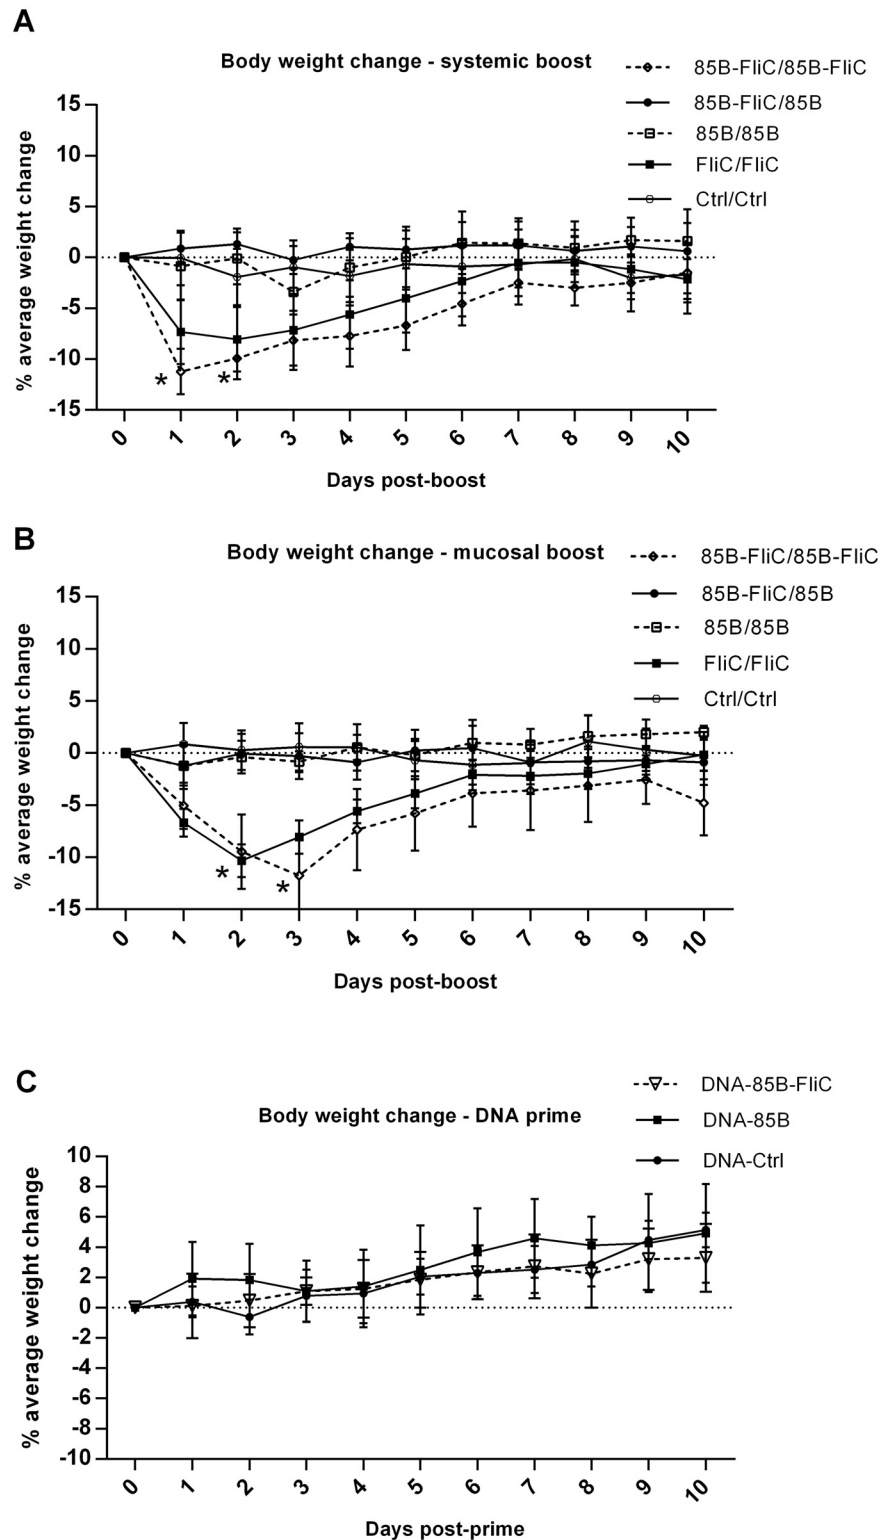 A
Body weight change - systemic boost
85B-FliC/85B-FliC
85B-FliC/85B
85B/85B
FliC/FliC
Ctrl/Ctrl
% average weight change
15
10
5
0
-5
-10
-15
* *
0 1 2 3 4 5 6 7 8 9 10
Days post-boost
B
Body weight change - mucosal boost
85B-FliC/85B-FliC
85B-FliC/85B
85B/85B
FliC/FliC
Ctrl/Ctrl
% average weight change
15
10
5
0
-5
-10
-15
* *
0 1 2 3 4 5 6 7 8 9 10
Days post-boost
C
Body weight change - DNA prime
DNA-85B-FliC
DNA-85B
DNA-Ctrl
% average weight change
10
8
6
4
2
0
-2
-4
-6
-8
-10
0 1 2 3 4 5 6 7 8 9 10
Days post-prime